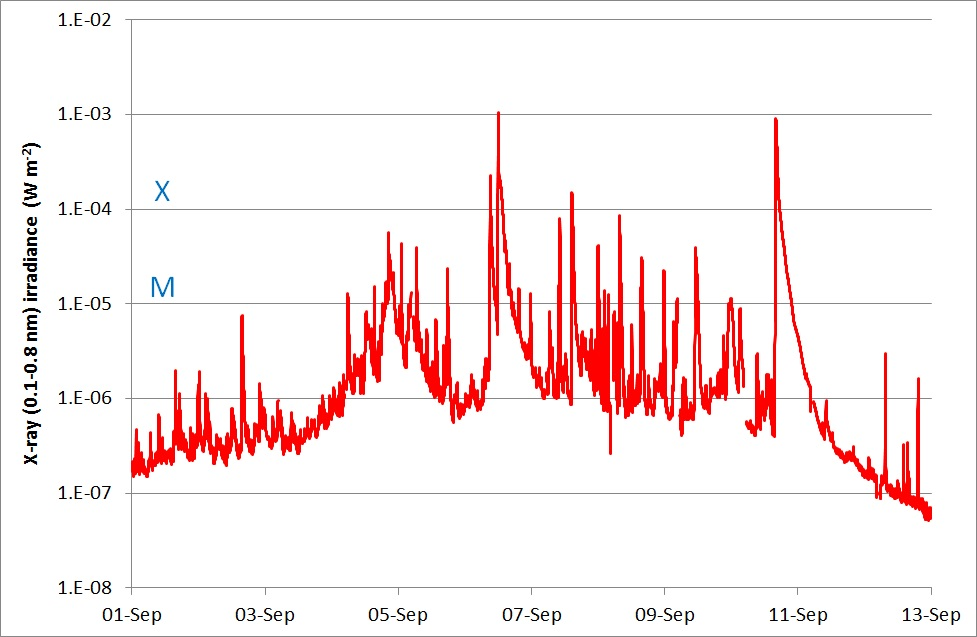 1.E-02
1.E-03
1.E-04
1.E-05
1.E-06
1.E-07
1.E-08
X-ray (0.1-0.8 nm) irradiance (W m⁻²)
X
M
01-Sep 03-Sep 05-Sep 07-Sep 09-Sep 11-Sep 13-Sep